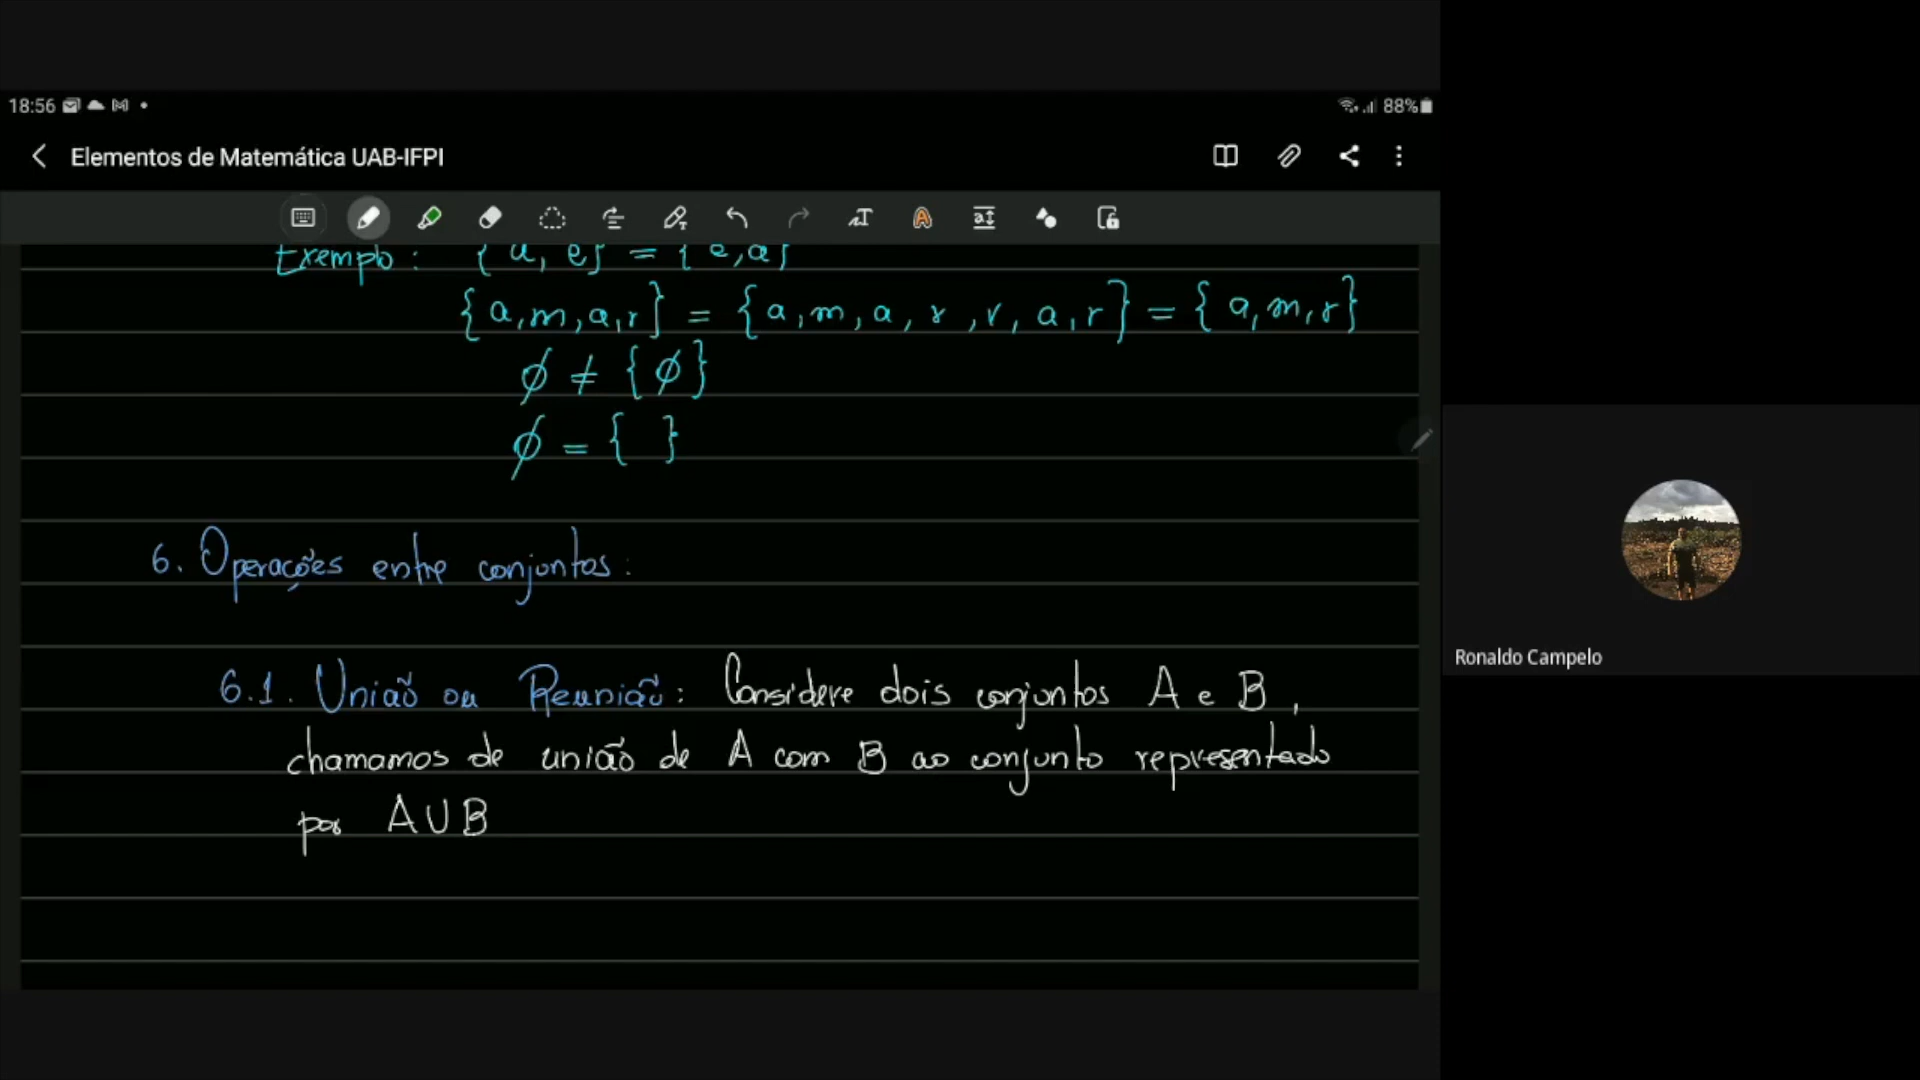 18:56
88%
Elementos de Matemática UAB-IFPI
Exemplo: {a, e} = {e, a}
{a, m, a, r} = {a, m, a, r, r, a, r} = {a, m, r}
∅ ≠ {∅}
∅ = { }
6. Operações entre conjuntos:
6.1. União ou Reunião: Considere dois conjuntos A e B,
chamamos de união de A com B ao conjunto representado
por A∪B
Ronaldo Campelo